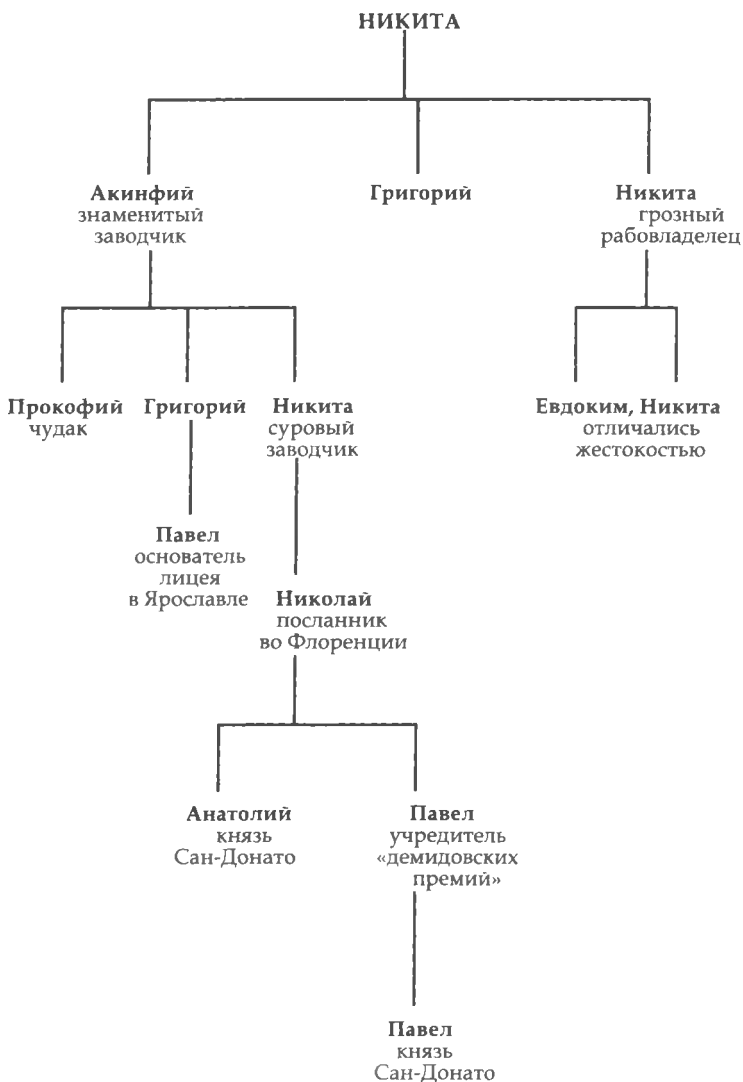 НИКИТА
Акинфий
знаменитый
заводчик
Григорий
Никита
грозный
рабовладелец
Прокофий
чудак
Григорий
Никита
суровый
заводчик
Евдоким, Никита
отличались
жестокостью
Павел
основатель
лицея
в Ярославле
Николай
посланник
во Флоренции
Анатолий
князь
Сан-Донато
Павел
учредитель
«демидовских
премий»
Павел
князь
Сан-Донато